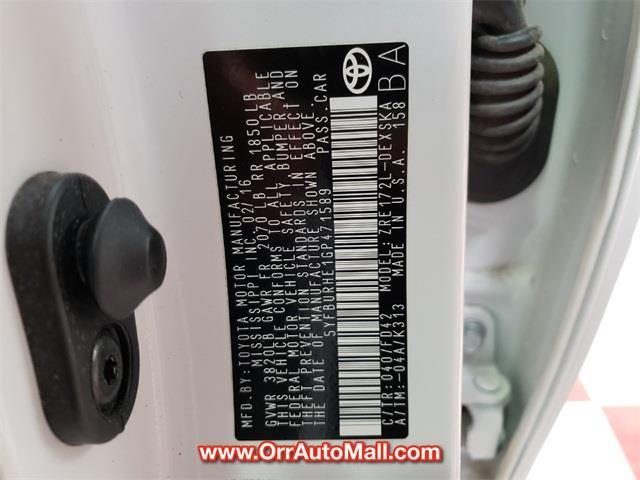 MFD. BY: TOYOTA MOTOR MANUFACTURING
MISSISSIPPI INC. 02/16
GVWR 3820LB GAWR FR 2070LB RR 1850LB
THIS VEHICLE CONFORMS TO ALL APPLICABLE
FEDERAL MOTOR VEHICLE SAFETY BUMPER AND
THEFT PREVENTION STANDARDS IN EFFECT ON
THE DATE OF MANUFACTURE SHOWN ABOVE.
5YFBURHE1GP471589 PASS.CAR
C/TR: 040/FD42 MODEL: ZRE172L-DEXSKA
A/TM:-04A/K313 MADE IN U.S.A. 158
BA
www.OrrAutoMall.com